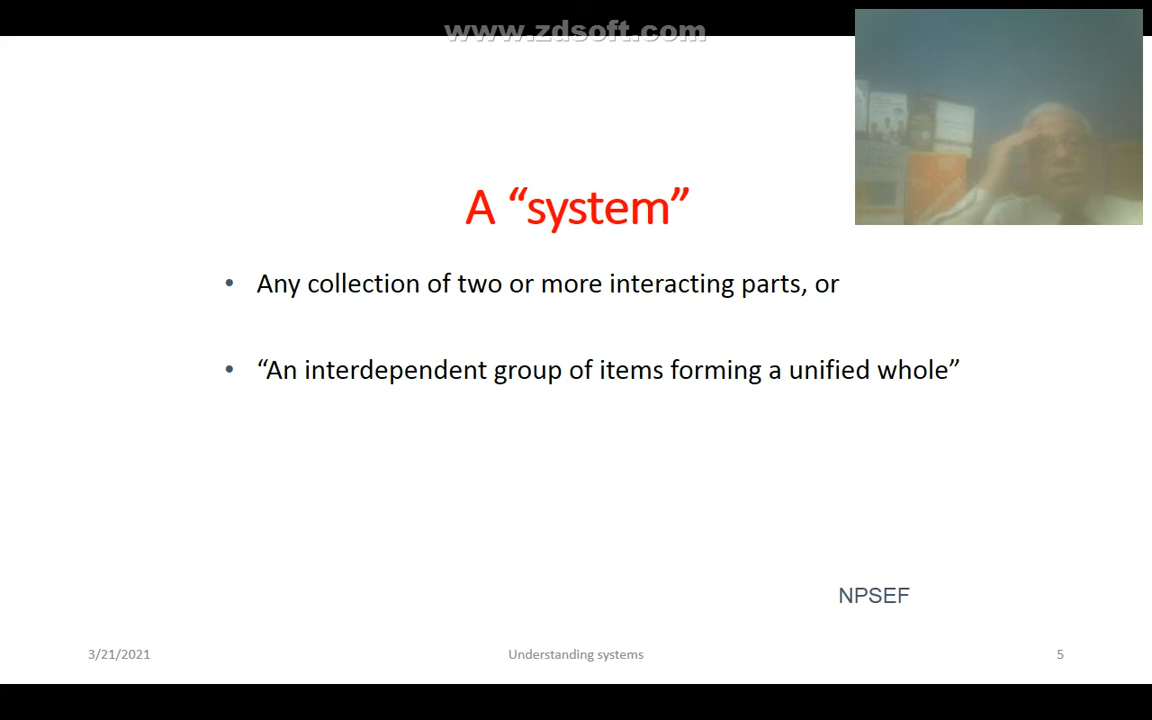 www.zdsoft.com
A “system”
• Any collection of two or more interacting parts, or
• “An interdependent group of items forming a unified whole”
NPSEF
3/21/2021
Understanding systems
5